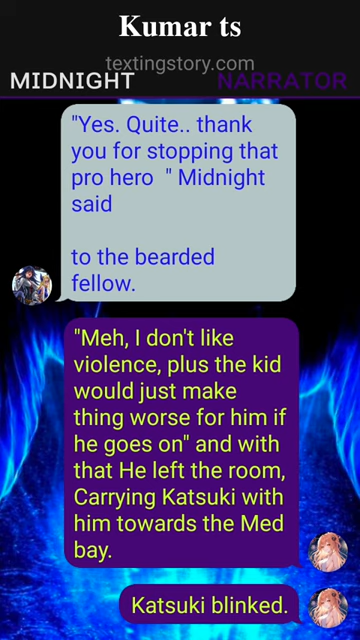 Kumar ts
textingstory.com
MIDNIGHT NARRATOR
"Yes. Quite.. thank
you for stopping that
pro hero " Midnight
said
to the bearded
fellow.
"Meh, I don't like
violence, plus the kid
would just make
thing worse for him if
he goes on" and with
that He left the room,
Carrying Katsuki with
him towards the Med
bay.
Katsuki blinked.